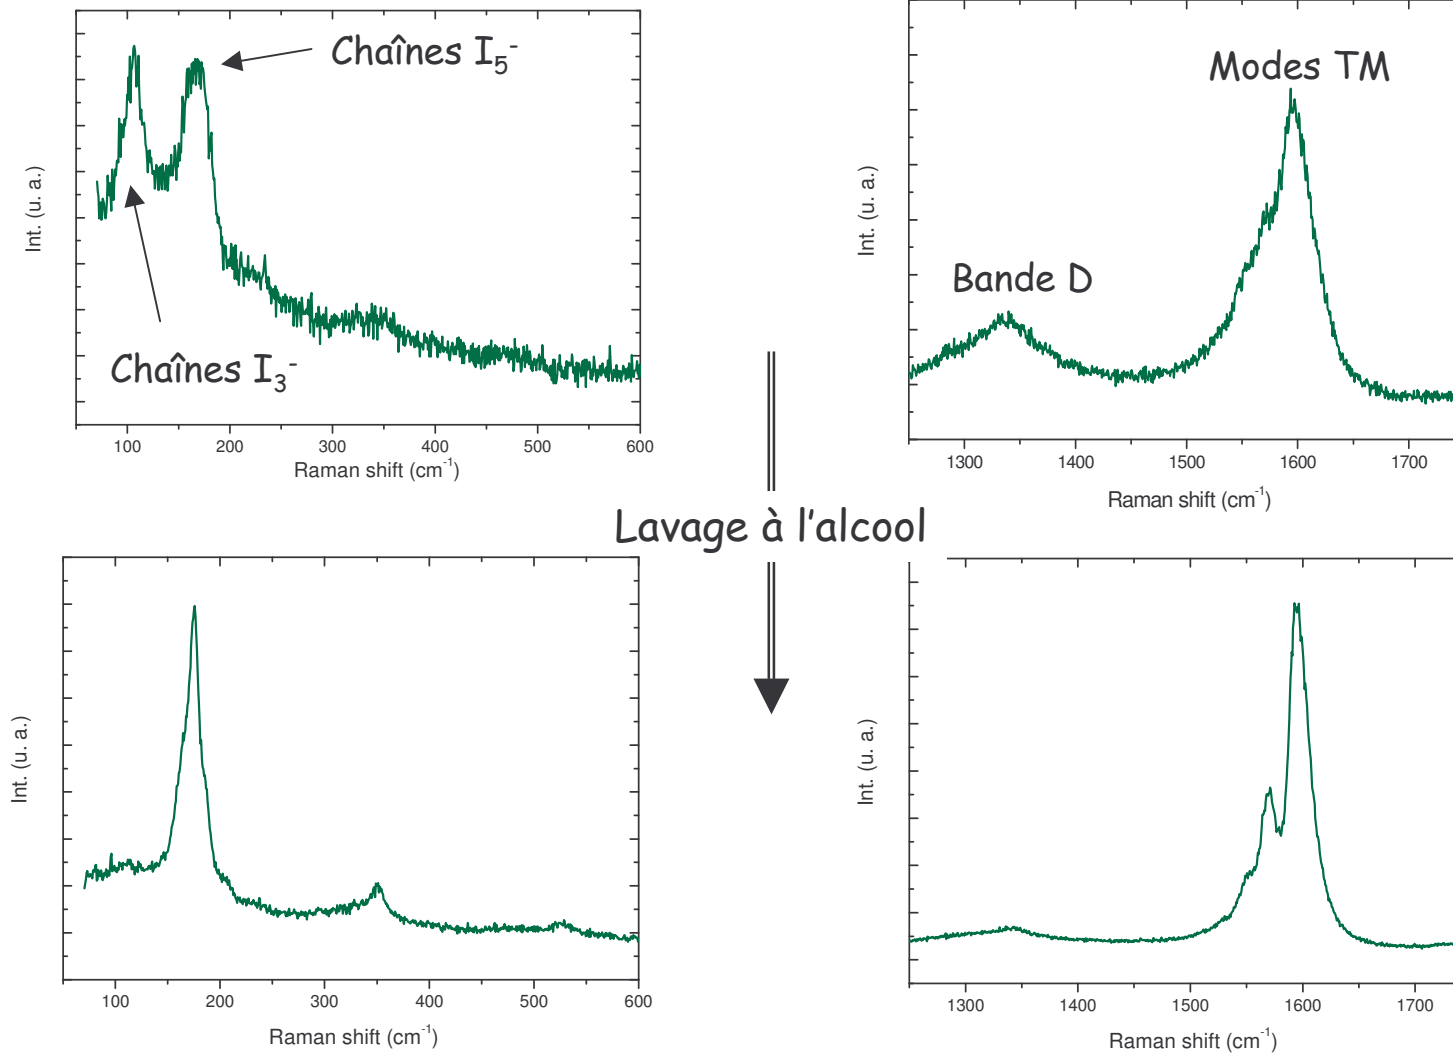 Chaînes I5-
Chaînes I3-
Int. (u. a.)
100 200 300 400 500 600
Raman shift (cm-1)
Modes TM
Bande D
Int. (u. a.)
1300 1400 1500 1600 1700
Raman shift (cm-1)
Lavage à l'alcool
Int. (u. a.)
100 200 300 400 500 600
Raman shift (cm-1)
Int. (u. a.)
1300 1400 1500 1600 1700
Raman shift (cm-1)